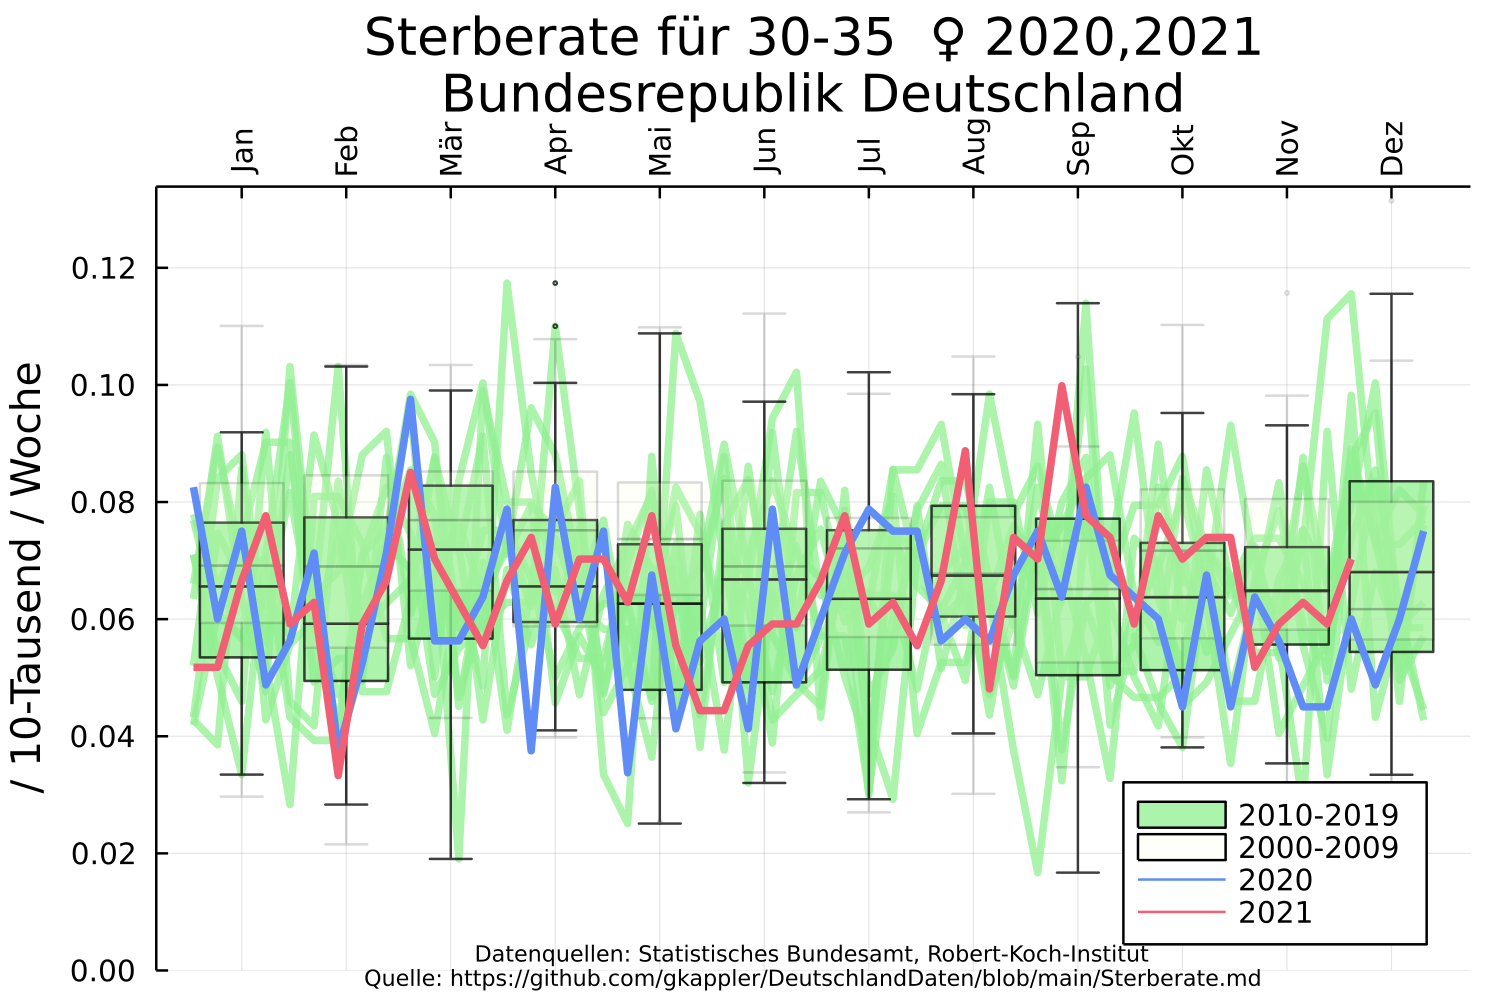 Sterberate für 30-35 ♀ 2020,2021
Bundesrepublik Deutschland
Jan
Feb
Mär
Apr
Mai
Jun
Jul
Aug
Sep
Okt
Nov
Dez
/ 10-Tausend / Woche
0.12
0.10
0.08
0.06
0.04
0.02
0.00
2010-2019
2000-2009
2020
2021
Datenquellen: Statistisches Bundesamt, Robert-Koch-Institut
Quelle: https://github.com/gkappler/DeutschlandDaten/blob/main/Sterberate.md